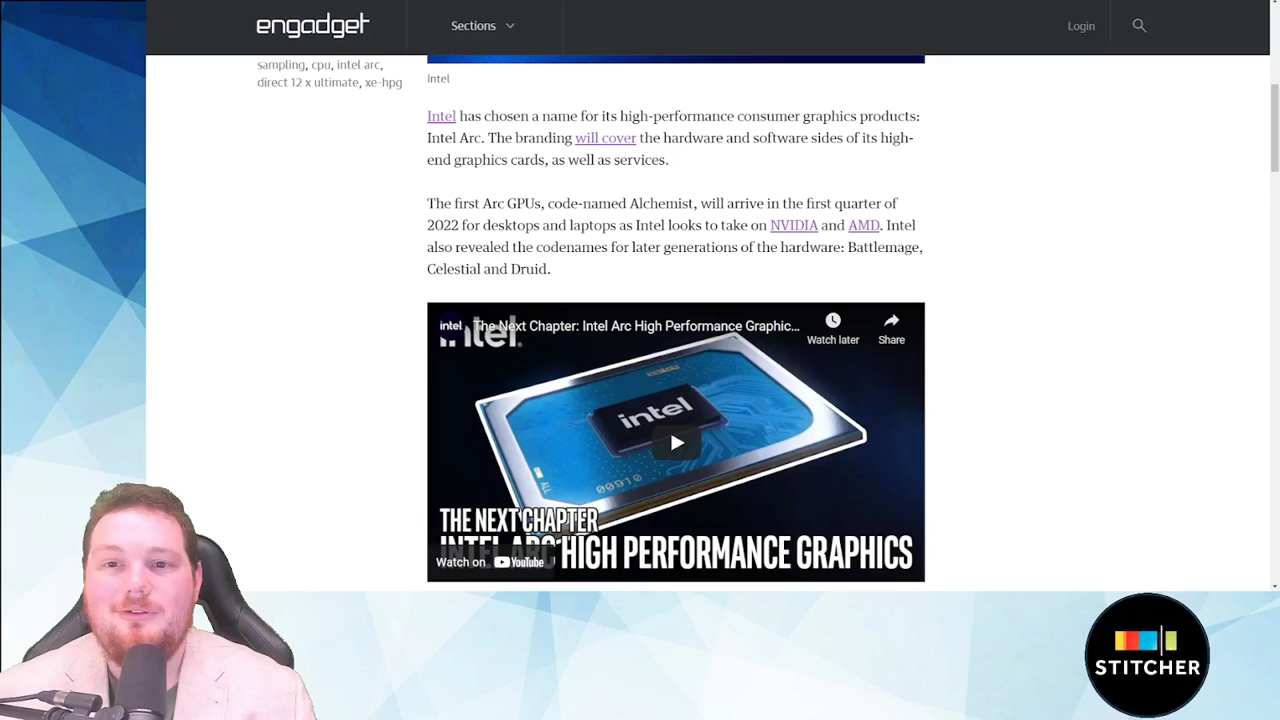 engadget
Sections
Login
sampling, cpu, intel arc,
direct 12 x ultimate, xe-hpg
Intel
Intel has chosen a name for its high-performance consumer graphics products:
Intel Arc. The branding will cover the hardware and software sides of its high-
end graphics cards, as well as services.
The first Arc GPUs, code-named Alchemist, will arrive in the first quarter of
2022 for desktops and laptops as Intel looks to take on NVIDIA and AMD. Intel
also revealed the codenames for later generations of the hardware: Battlemage,
Celestial and Druid.
intel The Next Chapter: Intel Arc High Performance Graphic...
Watch later
Share
intel.
intel
00910
THE NEXT CHAPTER
INTEL ARC HIGH PERFORMANCE GRAPHICS
Watch on YouTube
STITCHER